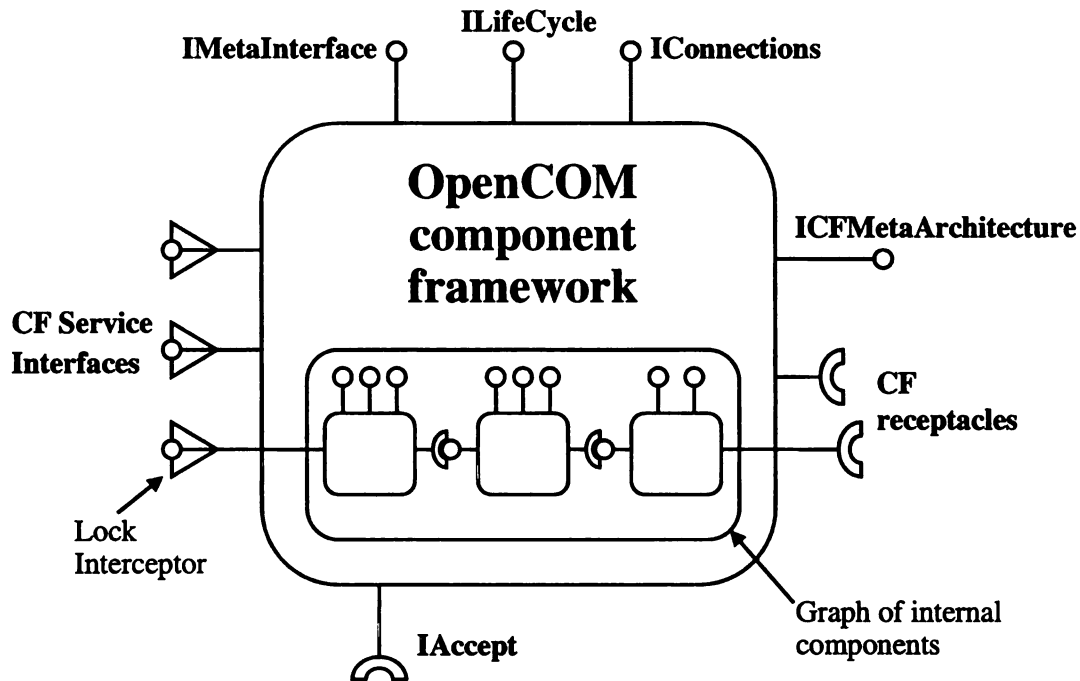 ILifeCycle
IMetaInterface
IConnections
OpenCOM
component
framework
ICFMetaArchitecture
CF Service
Interfaces
CF
receptacles
Lock
Interceptor
Graph of internal
components
IAccept